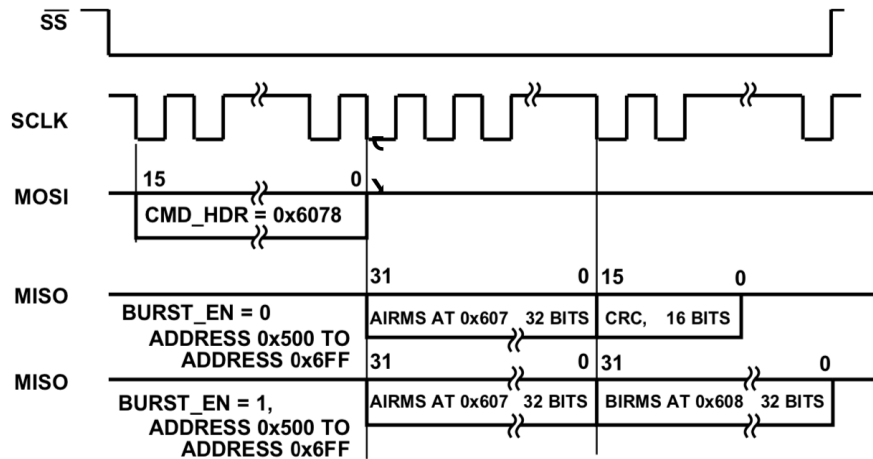 SS
SCLK
15 0
MOSI
CMD_HDR = 0x6078
31 0 15 0
MISO
BURST_EN = 0
ADDRESS 0x500 TO
ADDRESS 0x6FF
AIRMS AT 0x607 32 BITS CRC, 16 BITS
31 0 31 0
MISO
BURST_EN = 1,
ADDRESS 0x500 TO
ADDRESS 0x6FF
AIRMS AT 0x607 32 BITS BIRMS AT 0x608 32 BITS